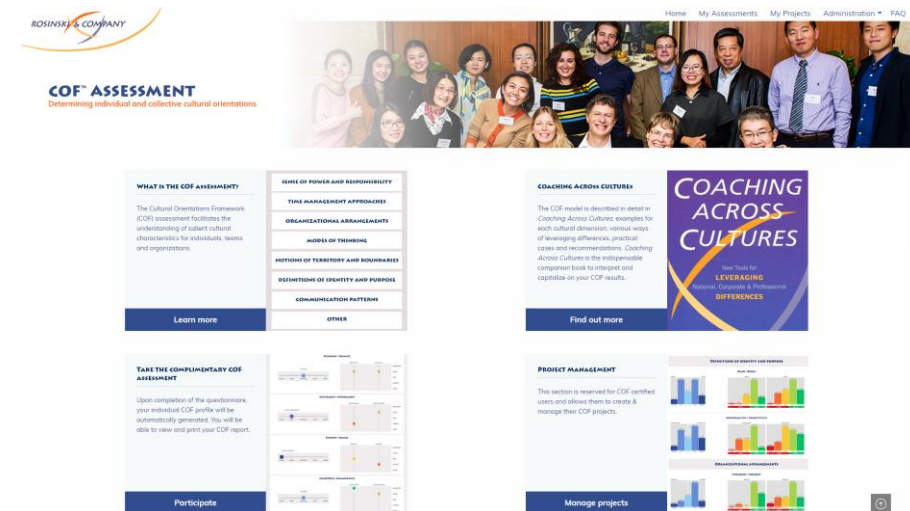 ROSINSKI & COMPANY
Home My Assessments My Projects Administration FAQ
COF™ ASSESSMENT
Determining individual and collective cultural orientations
WHAT IS THE COF ASSESSMENT?
The Cultural Orientations Framework
(COF) assessment facilitates the
understanding of salient cultural
characteristics for individuals, teams
and organizations.
Learn more
SENSE OF POWER AND RESPONSIBILITY
TIME MANAGEMENT APPROACHES
ORGANIZATIONAL ARRANGEMENTS
MODES OF THINKING
NOTIONS OF TERRITORY AND BOUNDARIES
DEFINITIONS OF IDENTITY AND PURPOSE
COMMUNICATION PATTERNS
OTHER
COACHING ACROSS CULTURES
The COF model is described in detail in
Coaching Across Cultures: examples for
each cultural dimension, various ways
of leveraging differences, practical
cases and recommendations. Coaching
Across Cultures is the indispensable
companion book to interpret and
capitalize on your COF results.
Find out more
COACHING
ACROSS
CULTURES
New Tools for
LEVERAGING
National, Corporate & Professional
DIFFERENCES
TAKE THE COMPLIMENTARY COF
ASSESSMENT
Upon completion of the questionnaire,
your individual COF profile will be
automatically generated. You will be
able to view and print your COF report.
Participate
PROJECT MANAGEMENT
This section is reserved for COF certified
users and allows them to create &
manage their COF projects.
Manage projects
DEFINITIONS OF IDENTITY AND PURPOSE
ORGANIZATIONAL ARRANGEMENTS